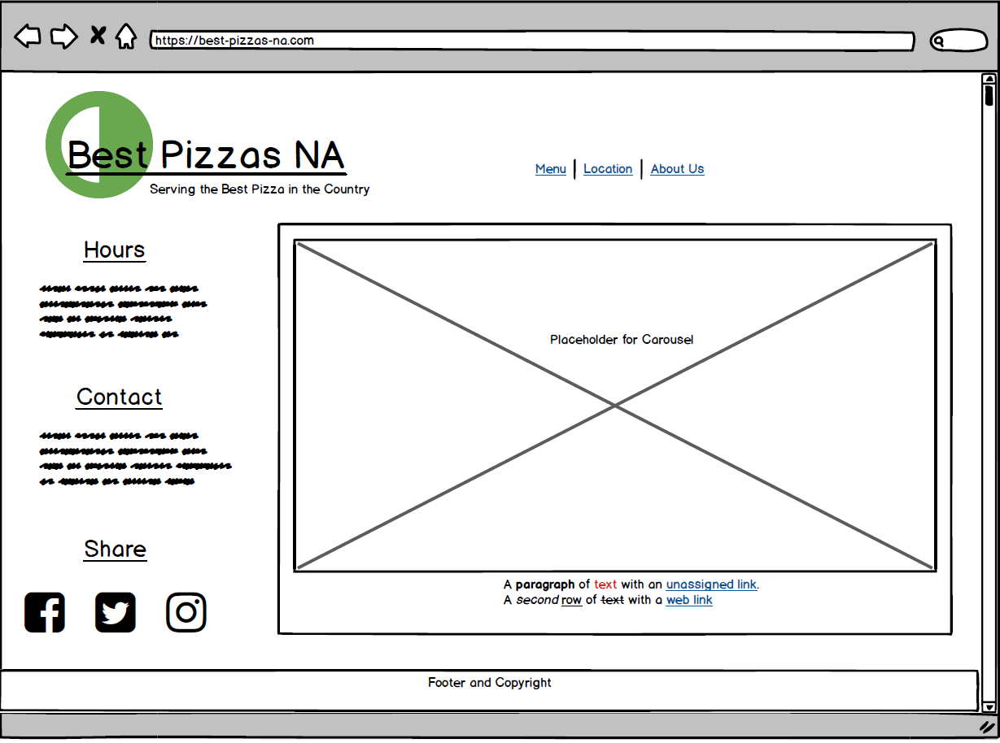 https://best-pizzas-na.com
Best Pizzas NA
Serving the Best Pizza in the Country
Menu | Location | About Us
Hours
Contact
Share
Placeholder for Carousel
A paragraph of text with an unassigned link.
A second row of text with a web link
Footer and Copyright